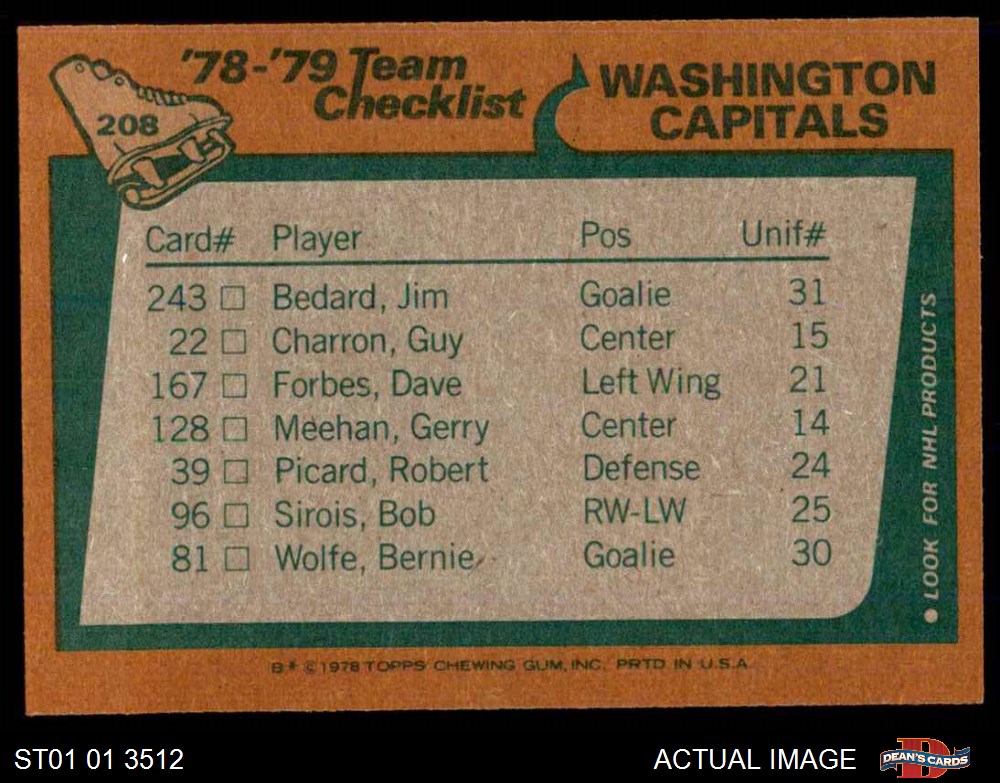 208
'78-'79 Team
Checklist
WASHINGTON
CAPITALS
Card# Player Pos Unif#
243 □ Bedard, Jim Goalie 31
22 □ Charron, Guy Center 15
167 □ Forbes, Dave Left Wing 21
128 □ Meehan, Gerry Center 14
39 □ Picard, Robert Defense 24
96 □ Sirois, Bob RW-LW 25
81 □ Wolfe, Bernie Goalie 30
● LOOK FOR NHL PRODUCTS
B* ©1978 TOPPS CHEWING GUM, INC. PRTD. IN U.S.A.
ST01 01 3512
ACTUAL IMAGE
D
DEAN'S CARDS